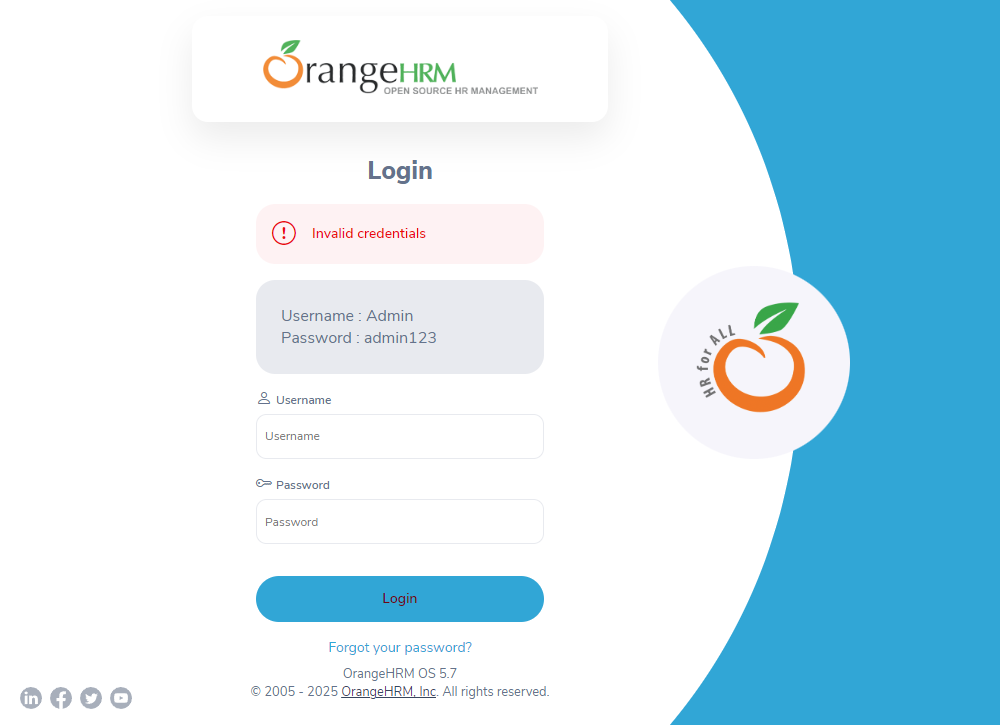 OrangeHRM
OPEN SOURCE HR MANAGEMENT
Login
Invalid credentials
Username : Admin
Password : admin123
Username
Username
Password
Password
Login
Forgot your password?
OrangeHRM OS 5.7
© 2005 - 2025 OrangeHRM, Inc. All rights reserved.
HR for ALL
in